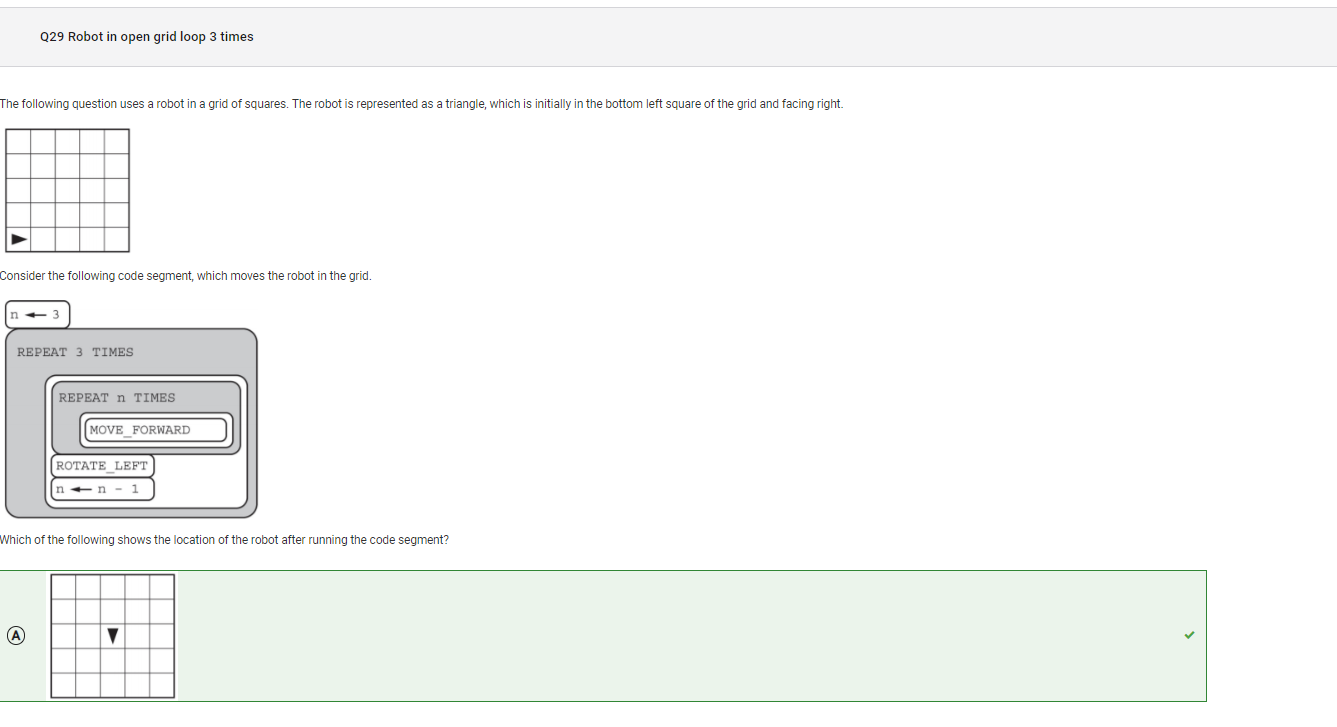 Q29 Robot in open grid loop 3 times
The following question uses a robot in a grid of squares. The robot is represented as a triangle, which is initially in the bottom left square of the grid and facing right.
Consider the following code segment, which moves the robot in the grid.
n ← 3
REPEAT 3 TIMES
REPEAT n TIMES
MOVE_FORWARD
ROTATE_LEFT
n ← n - 1
Which of the following shows the location of the robot after running the code segment?
A